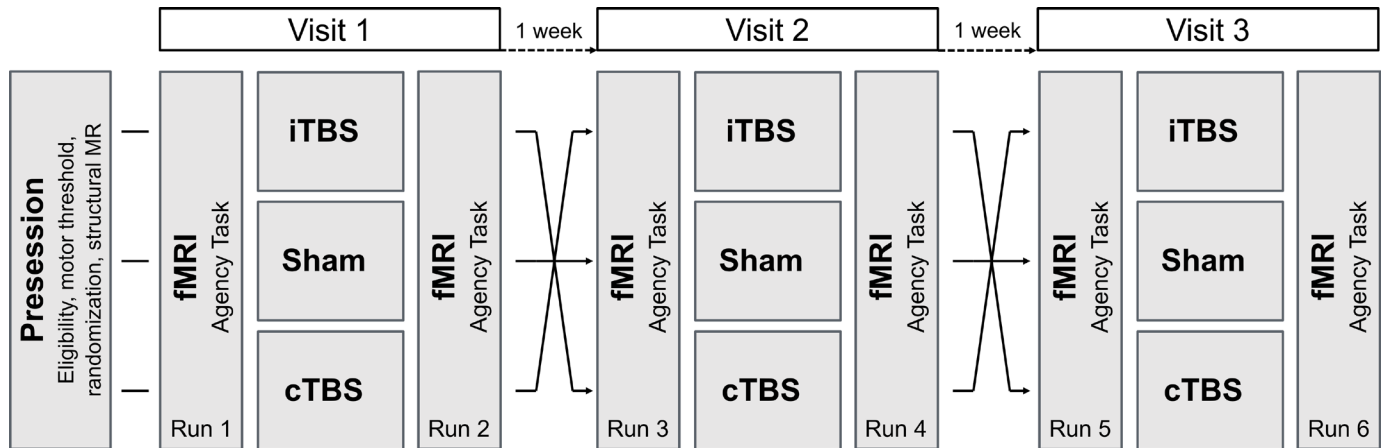 Visit 1
1 week
Visit 2
1 week
Visit 3
Presession
Eligibility, motor threshold,
randomization, structural MR
fMRI
Agency Task
Run 1
iTBS
Sham
cTBS
fMRI
Agency Task
Run 2
fMRI
Agency Task
Run 3
iTBS
Sham
cTBS
fMRI
Agency Task
Run 4
fMRI
Agency Task
Run 5
iTBS
Sham
cTBS
fMRI
Agency Task
Run 6